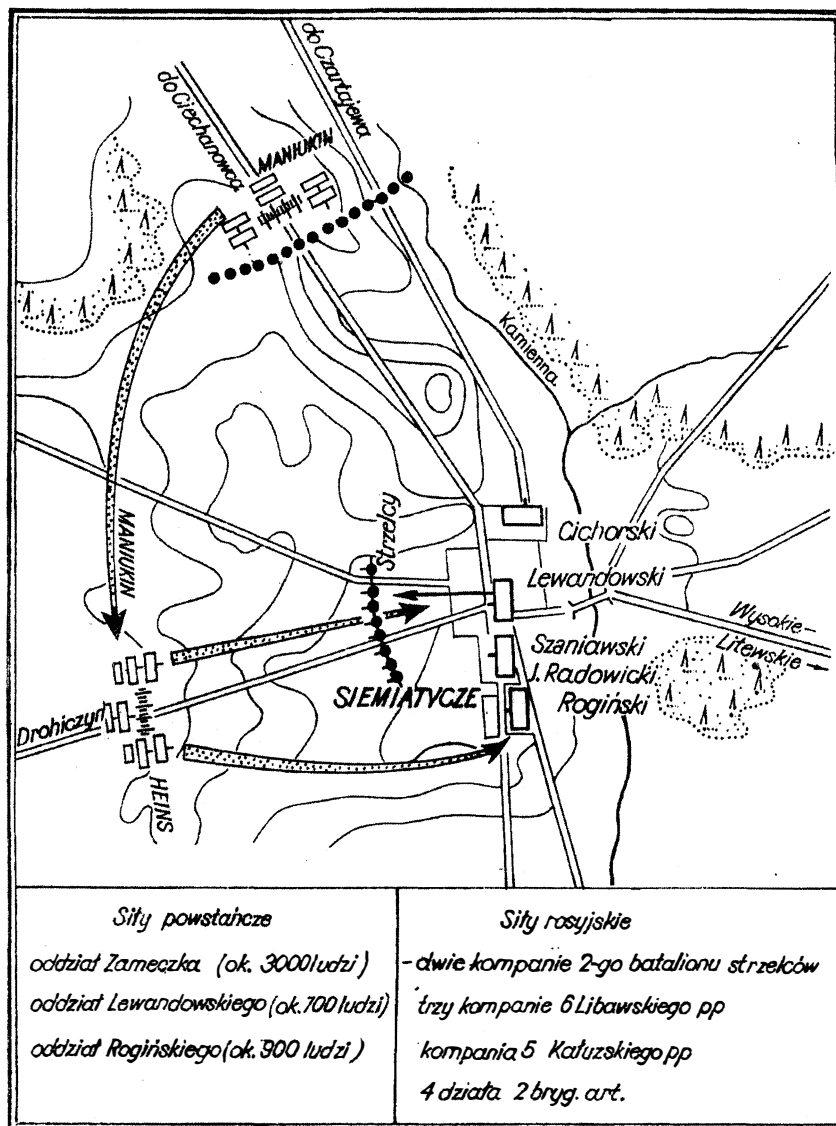 do Ciechanowca
do Czartajewa
MANIUKIN
Kamienna
MANIUKIN
Strzelcy
Cichorski
Lewandowski
Wysokie-
Litewskie
Szaniawski
J. Radowicki
Rogiński
SIEMIATYCZE
Drohiczyn
HEINS
Siły powstańcze
oddział Zameczka (ok. 3000 ludzi)
oddział Lewandowskiego (ok. 700 ludzi)
oddział Rogińskiego (ok. 900 ludzi)
Siły rosyjskie
- dwie kompanie 2-go batalionu strzelców
trzy kompanie 6 Libawskiego pp
kompania 5 Kałuzskiego pp
4 działa 2 bryg. art.